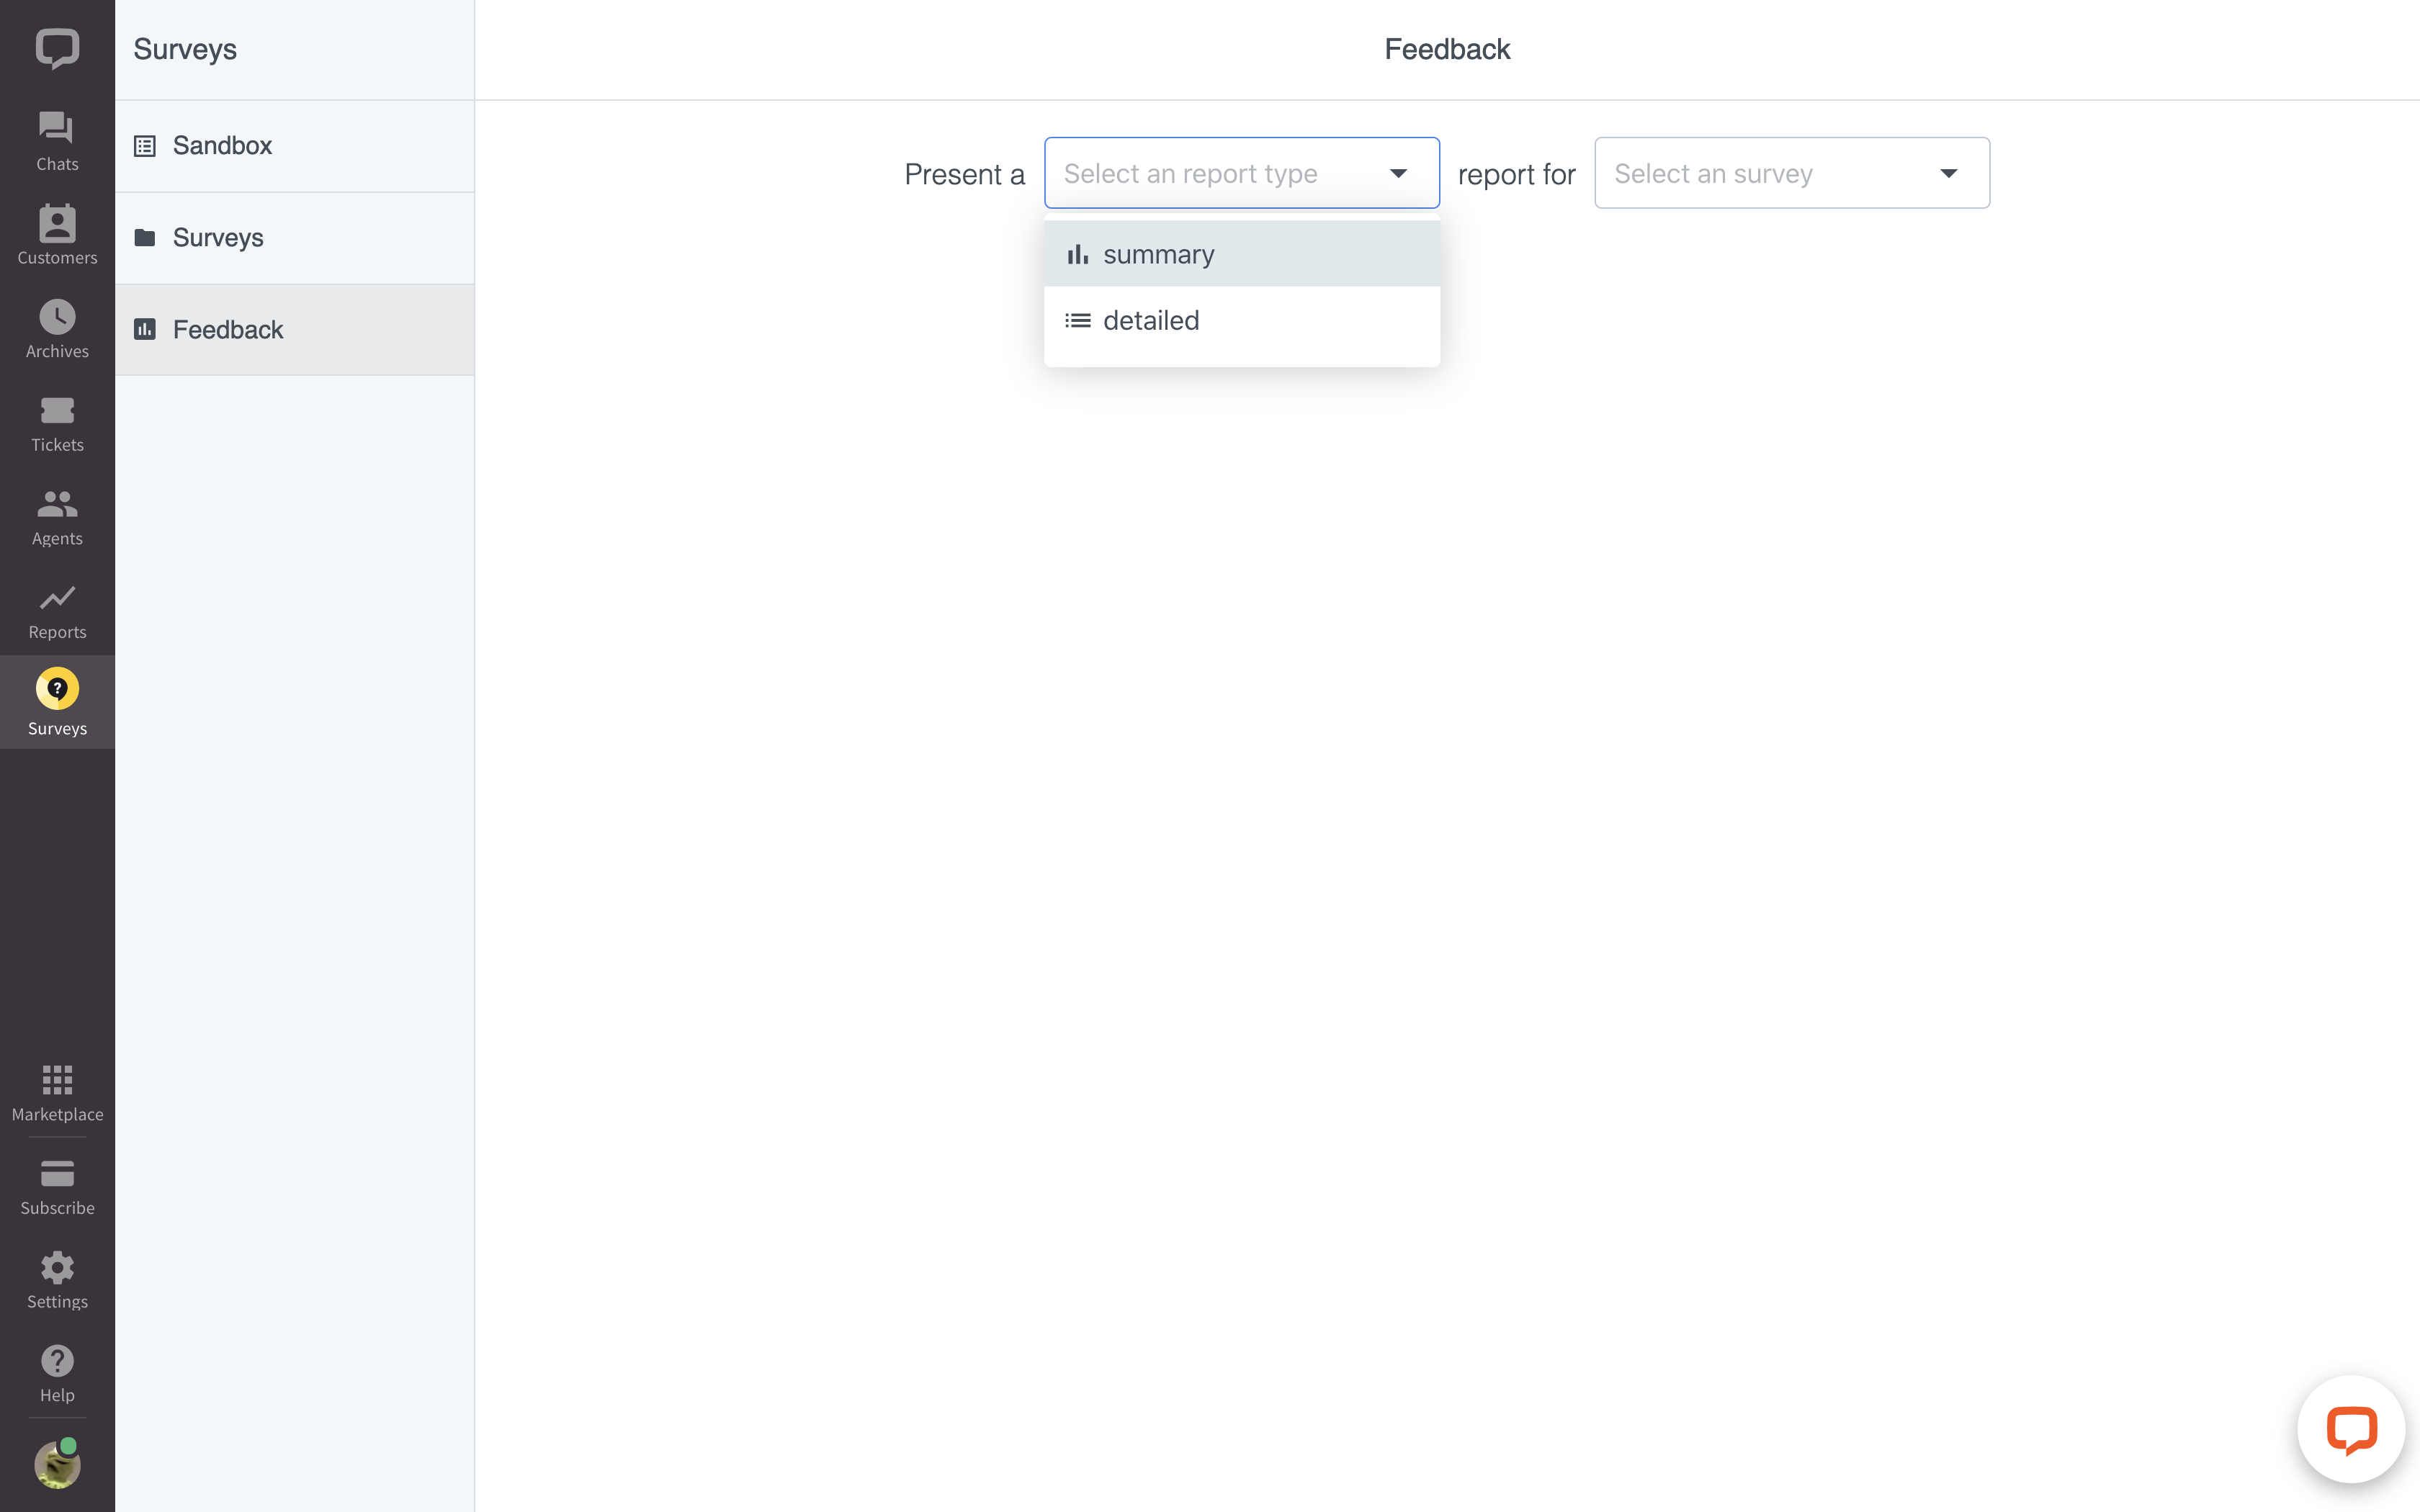 Chats
Customers
Archives
Tickets
Agents
Reports
?
Surveys
Marketplace
Subscribe
Settings
?
Help
Surveys
Sandbox
Surveys
Feedback
Feedback
Present a Select an report type report for Select an survey
summary
detailed